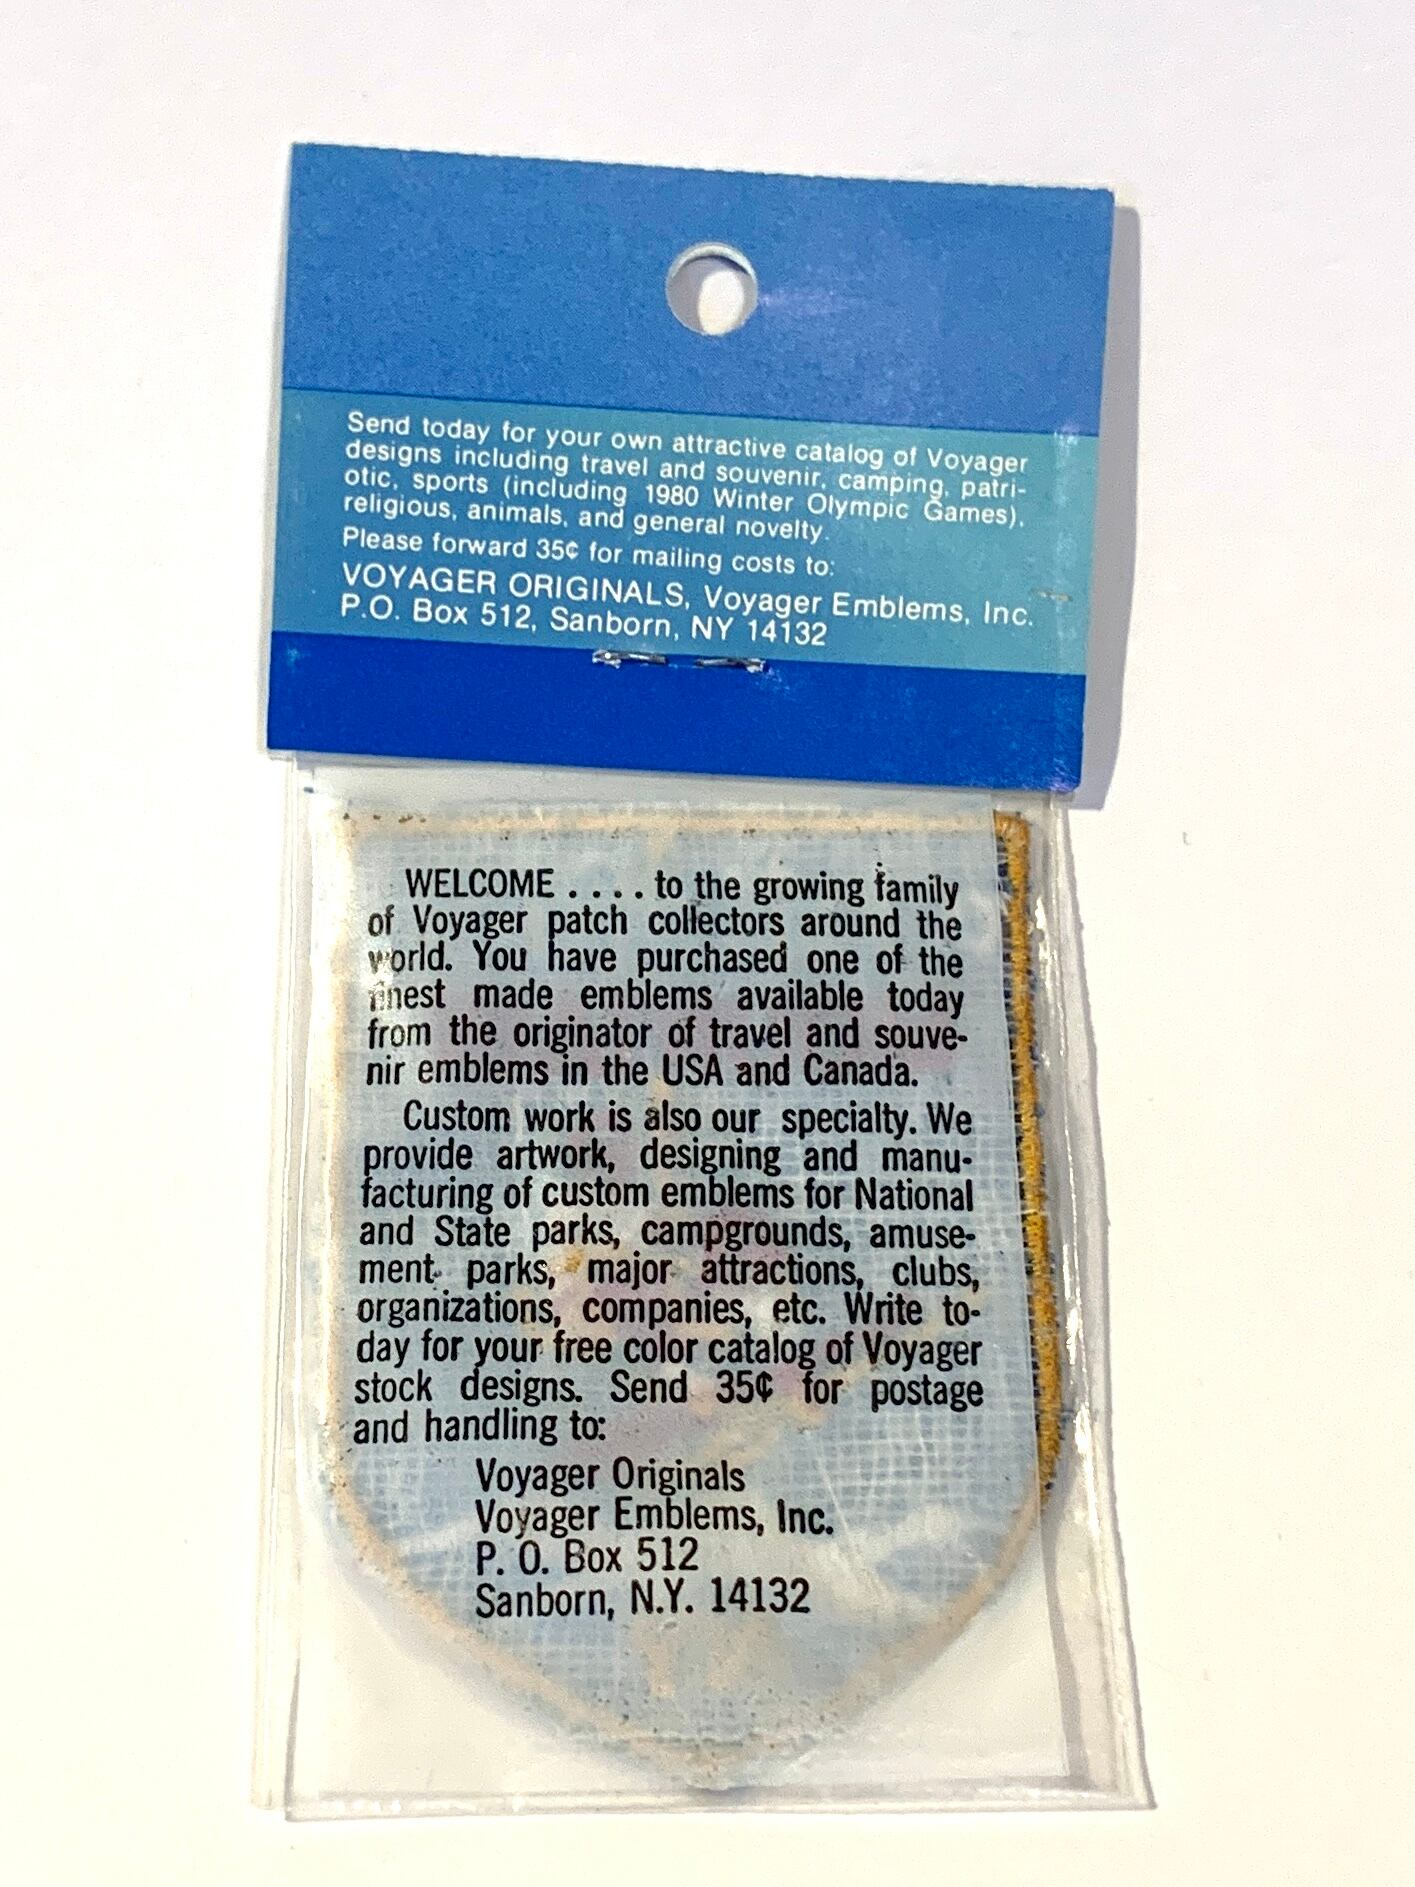 Send today for your own attractive catalog of Voyager
designs including travel and souvenir, camping, patri-
otic, sports (including 1980 Winter Olympic Games),
religious, animals, and general novelty.
Please forward 35¢ for mailing costs to:
VOYAGER ORIGINALS, Voyager Emblems, Inc.
P.O. Box 512, Sanborn, NY 14132
WELCOME . . . . to the growing family
of Voyager patch collectors around the
world. You have purchased one of the
finest made emblems available today
from the originator of travel and souve-
nir emblems in the USA and Canada.
Custom work is also our specialty. We
provide artwork, designing and manu-
facturing of custom emblems for National
and State parks, campgrounds, amuse-
ment parks, major attractions, clubs,
organizations, companies, etc. Write to-
day for your free color catalog of Voyager
stock designs. Send 35¢ for postage
and handling to:
Voyager Originals
Voyager Emblems, Inc.
P. O. Box 512
Sanborn, N.Y. 14132